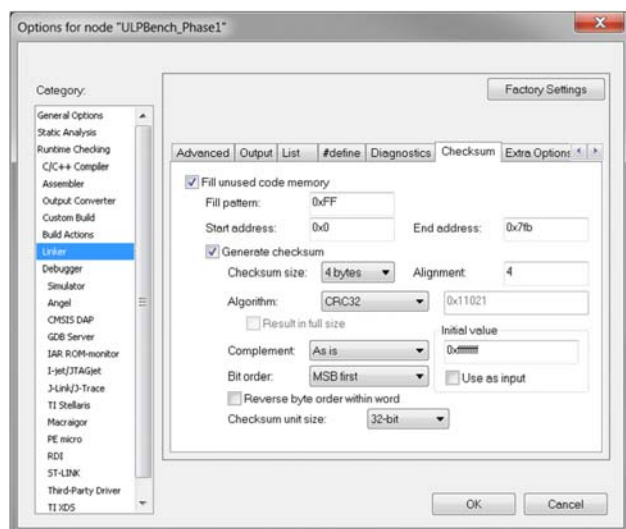 Options for node "ULPBench_Phase1"
Category:
Factory Settings
General Options
Static Analysis
Runtime Checking
C/C++ Compiler
Assembler
Output Converter
Custom Build
Build Actions
Linker
Debugger
Simulator
Angel
CMSIS DAP
GDB Server
IAR ROM-monitor
I-jet/JTAGjet
J-Link/J-Trace
TI Stellaris
Macraigor
PE micro
RDI
ST-LINK
Third-Party Driver
TI XDS
Advanced Output List #define Diagnostics Checksum Extra Options
Fill unused code memory
Fill pattern: 0xFF
Start address: 0x0 End address: 0x7fb
Generate checksum
Checksum size: 4 bytes Alignment: 4
Algorithm: CRC32 0x11021
Result in full size
Initial value
Complement: As is 0xffffffff
Bit order: MSB first Use as input
Reverse byte order within word
Checksum unit size: 32-bit
OK Cancel